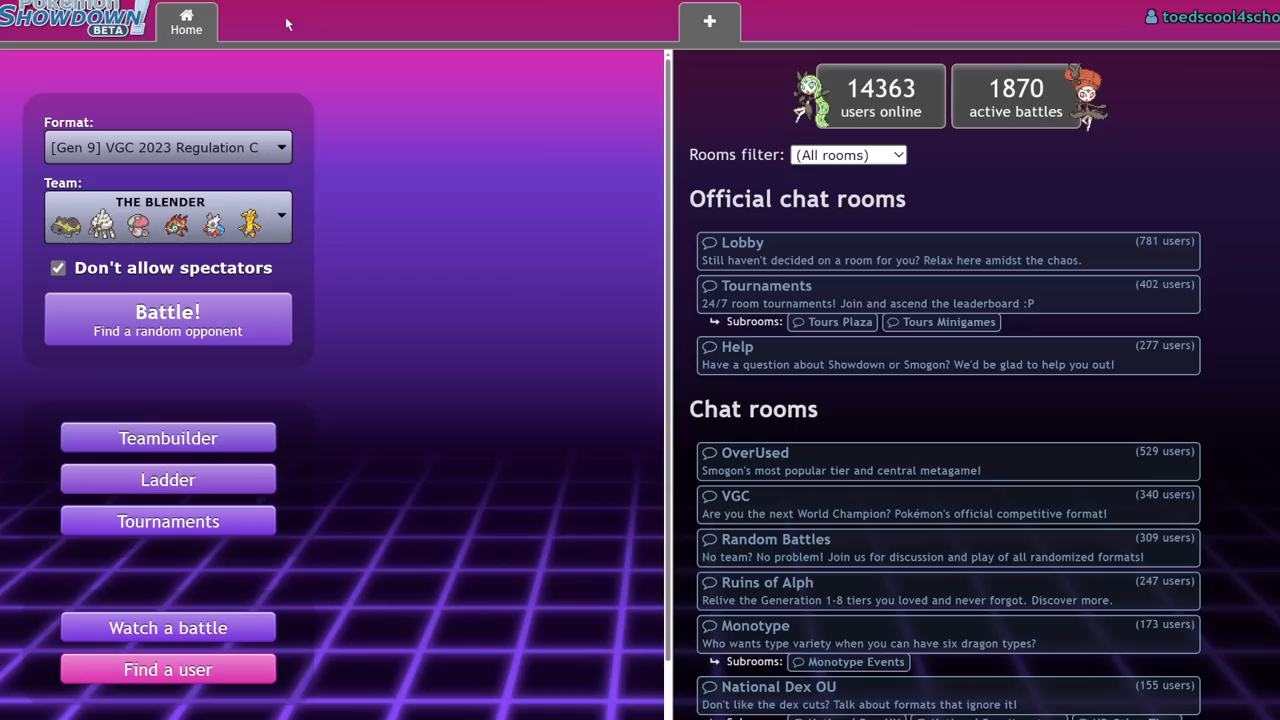 Pokémon
SHOWDOWN!
BETA
Home
+
toedscool4scho
Format:
[Gen 9] VGC 2023 Regulation C
Team:
THE BLENDER
Don't allow spectators
Battle!
Find a random opponent
Teambuilder
Ladder
Tournaments
Watch a battle
Find a user
14363
users online
1870
active battles
Rooms filter: (All rooms)
Official chat rooms
Lobby (781 users)
Still haven't decided on a room for you? Relax here amidst the chaos.
Tournaments (402 users)
24/7 room tournaments! Join and ascend the leaderboard :P
Subrooms: Tours Plaza Tours Minigames
Help (277 users)
Have a question about Showdown or Smogon? We'd be glad to help you out!
Chat rooms
OverUsed (529 users)
Smogon's most popular tier and central metagame!
VGC (340 users)
Are you the next World Champion? Pokémon's official competitive format!
Random Battles (309 users)
No team? No problem! Join us for discussion and play of all randomized formats!
Ruins of Alph (247 users)
Relive the Generation 1-8 tiers you loved and never forgot. Discover more.
Monotype (173 users)
Who wants type variety when you can have six dragon types?
Subrooms: Monotype Events
National Dex OU (155 users)
Don't like the dex cuts? Talk about formats that ignore it!